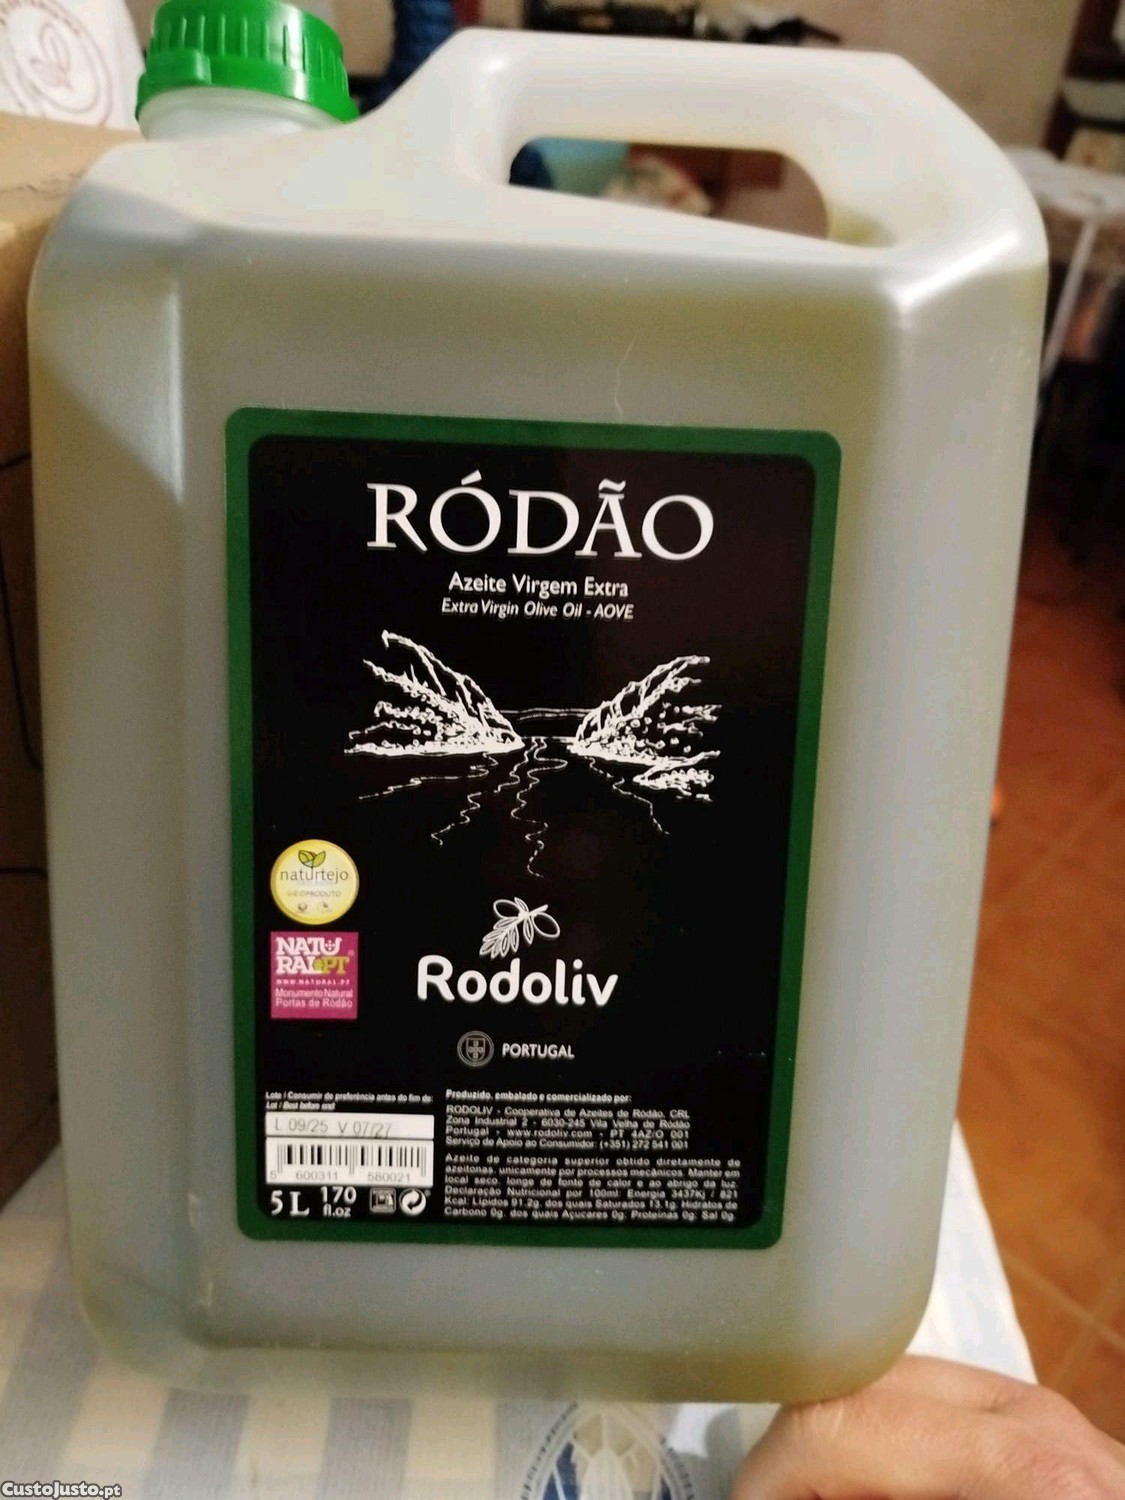 RÓDÃO
Azeite Virgem Extra
Extra Virgin Olive Oil - AOVE
naturtejo
GEOPRODUTO
NATU
RAL.PT
WWW.NATURAL.PT
Monumento Natural
Portas de Ródão
Rodoliv
PORTUGAL
Lote / Consumir de preferência antes do fim de:
Lot / Best before end
L 09/25 V 07/27
5 600311 580021
5 L 170
fl.oz
Produzido, embalado e comercializado por:
RODOLIV - Cooperativa de Azeites de Ródão, CRL
Zona Industrial 2 - 6030-245 Vila Velha de Ródão
Portugal - www.rodoliv.com - PT 4AZ/O 001
Serviço de Apoio ao Consumidor: (+351) 272 541 001
Azeite de categoria superior obtido diretamente de
azeitonas, unicamente por processos mecânicos. Manter em
local seco, longe de fonte de calor e ao abrigo da luz.
Declaração Nutricional por 100ml: Energia 3437Kj / 821
Kcal; Lípidos 91.2g, dos quais Saturados 13.1g; Hidratos de
Carbono 0g, dos quais Açucares 0g; Proteínas 0g; Sal 0g.
CustoJusto.pt